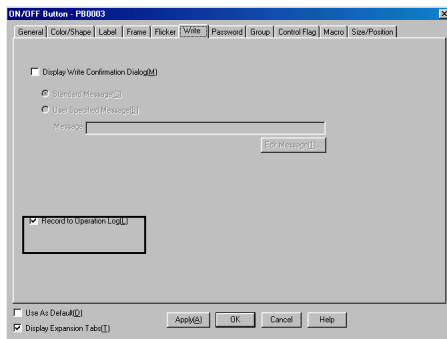 ON/OFF Button - PB0003
General Color/Shape Label Frame Flicker Write Password Group Control Flag Macro Size/Position
Display Write Confirmation Dialog(M)
Standard Message(S)
User Specified Message(R)
Message
Edit Message(I)...
Record to Operation Log(L)
Use As Default(D)
Display Expansion Tabs(T)
Apply(A) OK Cancel Help